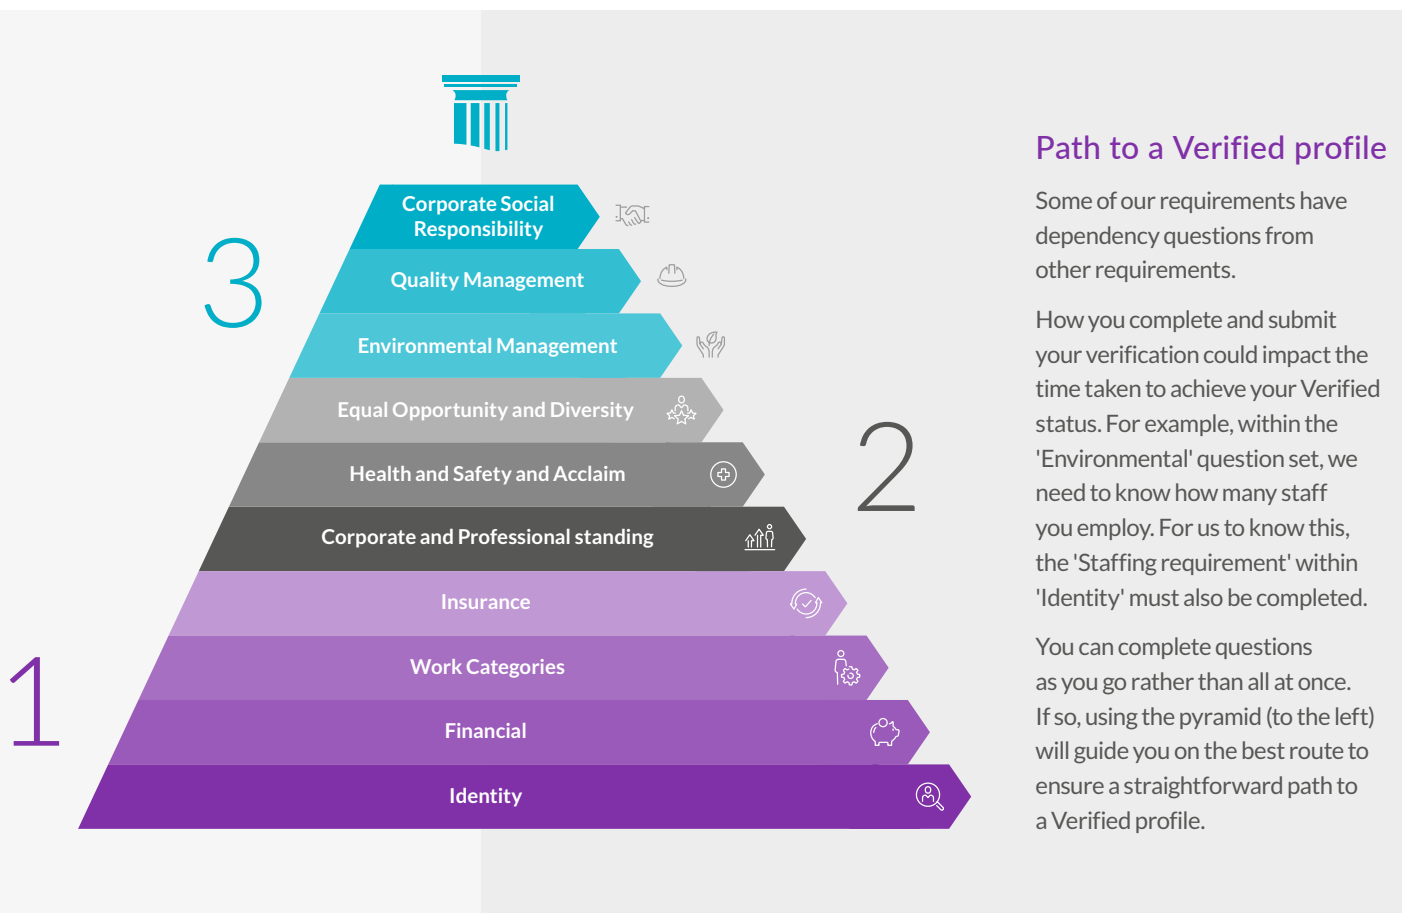 Corporate Social
Responsibility
3
Quality Management
Environmental Management
Equal Opportunity and Diversity
Health and Safety and Acclaim
2
Corporate and Professional standing
Insurance
1
Work Categories
Financial
Identity
Path to a Verified profile
Some of our requirements have
dependency questions from
other requirements.
How you complete and submit
your verification could impact the
time taken to achieve your Verified
status. For example, within the
'Environmental' question set, we
need to know how many staff
you employ. For us to know this,
the 'Staffing requirement' within
'Identity' must also be completed.
You can complete questions
as you go rather than all at once.
If so, using the pyramid (to the left)
will guide you on the best route to
ensure a straightforward path to
a Verified profile.